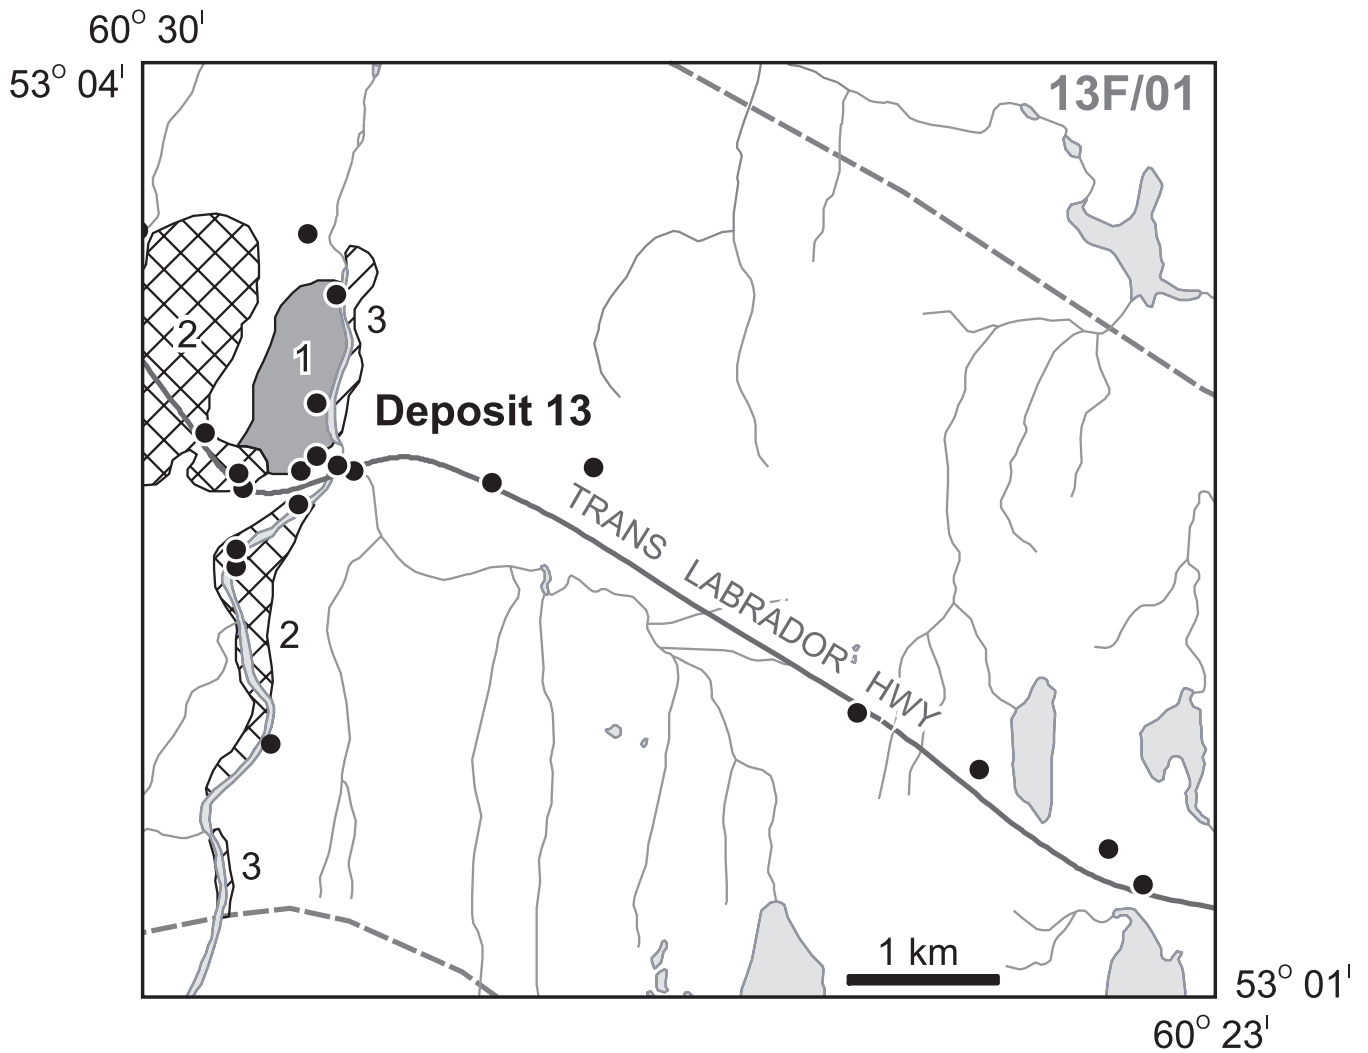 60° 30'
53° 04'
13F/01
2
3
1
Deposit 13
TRANS LABRADOR HWY
2
3
1 km
53° 01'
60° 23'